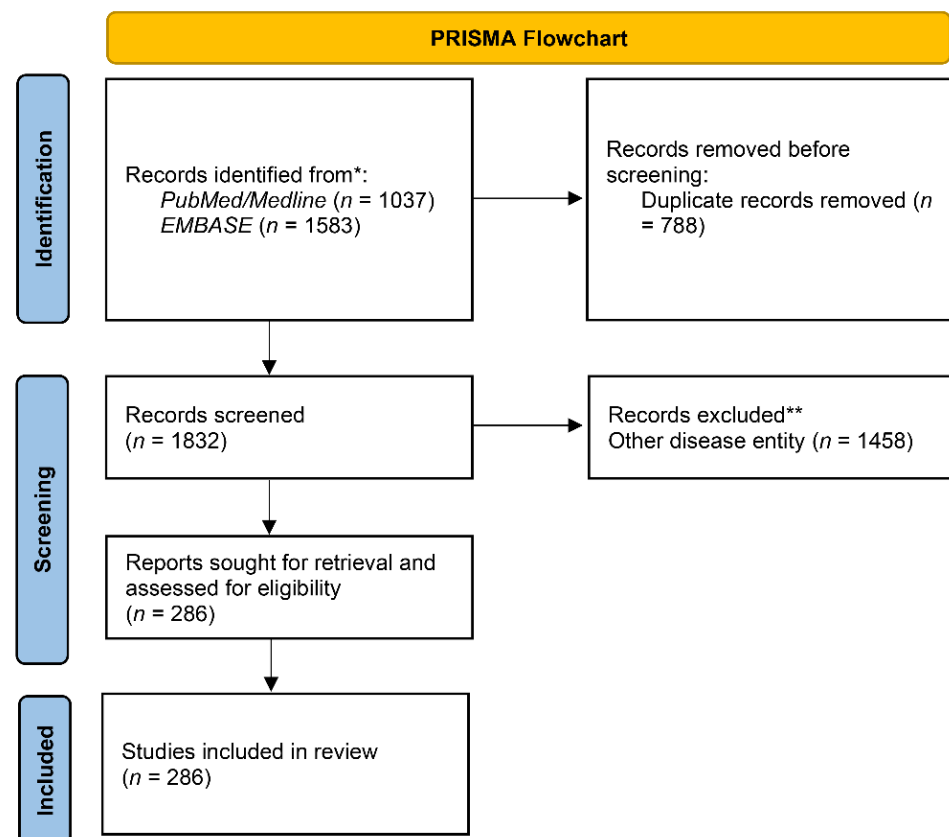 PRISMA Flowchart
Identification
Records identified from*:
PubMed/Medline (n = 1037)
EMBASE (n = 1583)
Records removed before
screening:
Duplicate records removed (n
= 788)
Screening
Records screened
(n = 1832)
Records excluded**
Other disease entity (n = 1458)
Reports sought for retrieval and
assessed for eligibility
(n = 286)
Included
Studies included in review
(n = 286)